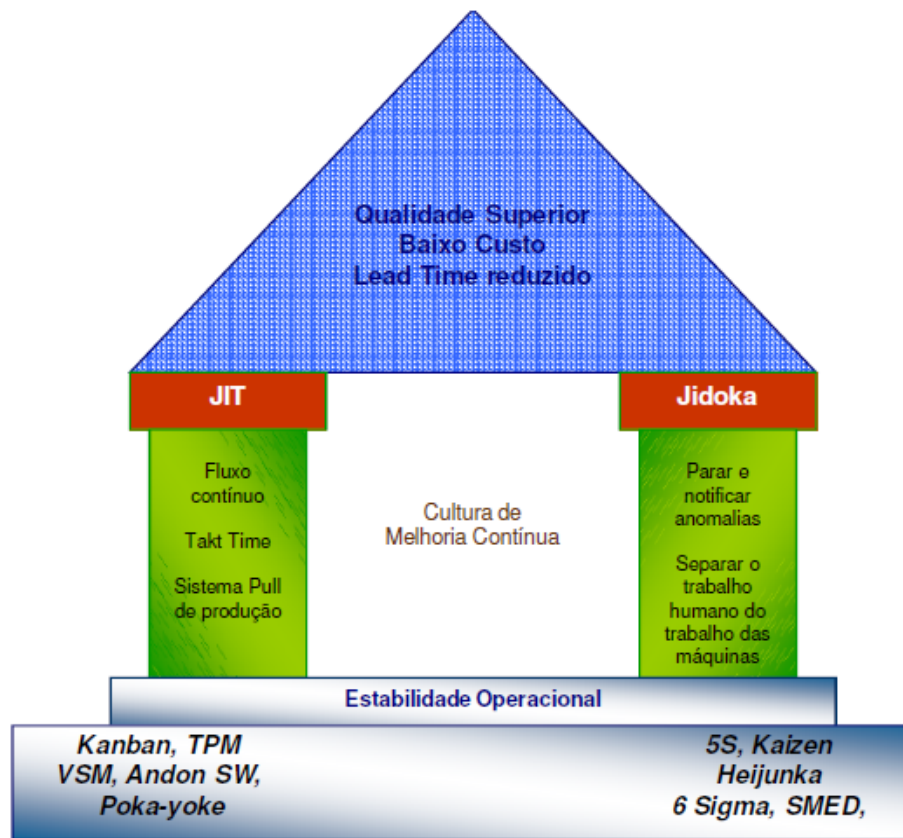 Qualidade Superior
Baixo Custo
Lead Time reduzido
JIT
Jidoka
Fluxo
contínuo
Takt Time
Sistema Pull
de produção
Cultura de
Melhoria Contínua
Parar e
notificar
anomalias
Separar o
trabalho
humano do
trabalho das
máquinas
Estabilidade Operacional
Kanban, TPM
VSM, Andon SW,
Poka-yoke
5S, Kaizen
Heijunka
6 Sigma, SMED,